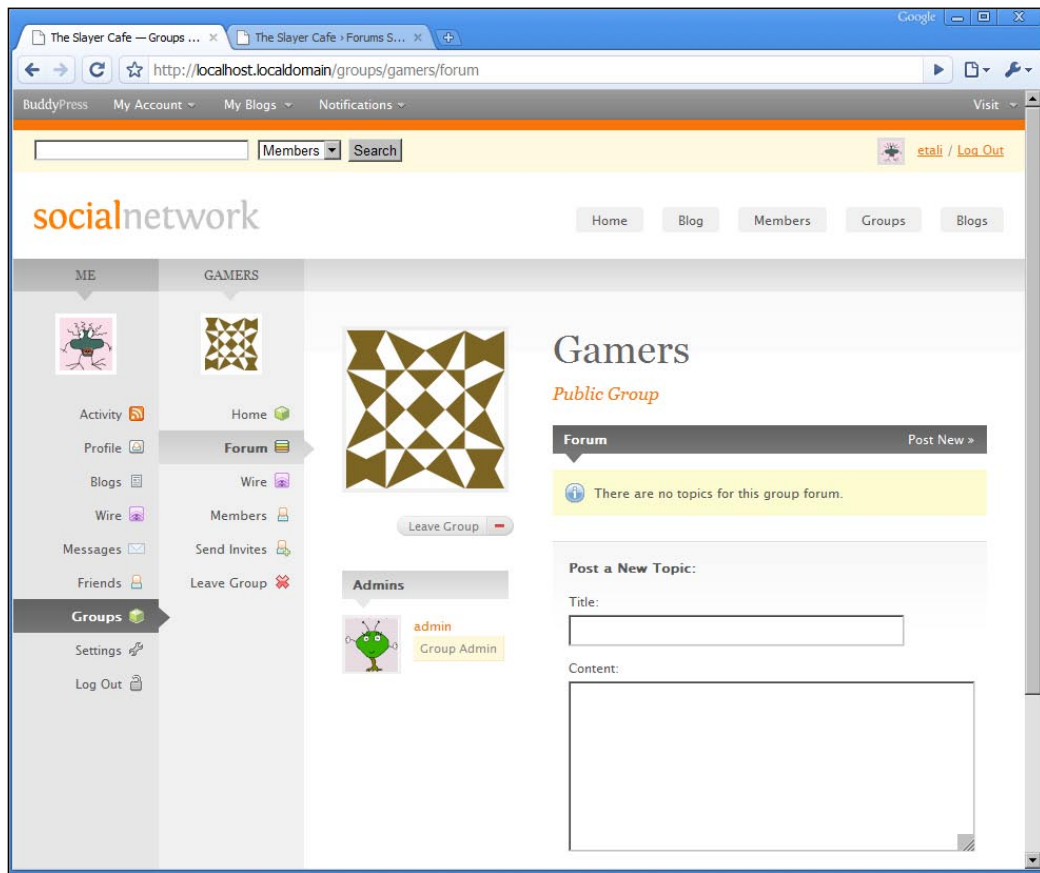 Google
The Slayer Cafe — Groups ...
The Slayer Cafe › Forums S...
http://localhost.localdomain/groups/gamers/forum
BuddyPress My Account My Blogs Notifications Visit
Members Search etali / Log Out
socialnetwork
Home Blog Members Groups Blogs
ME
Activity
Profile
Blogs
Wire
Messages
Friends
Groups
Settings
Log Out
GAMERS
Home
Forum
Wire
Members
Send Invites
Leave Group
Leave Group
Admins
admin
Group Admin
Gamers
Public Group
Forum Post New »
There are no topics for this group forum.
Post a New Topic:
Title:
Content: